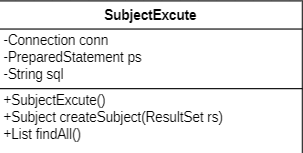 SubjectExcute
-Connection conn
-PreparedStatement ps
-String sql
+SubjectExcute()
+Subject createSubject(ResultSet rs)
+List findAll()